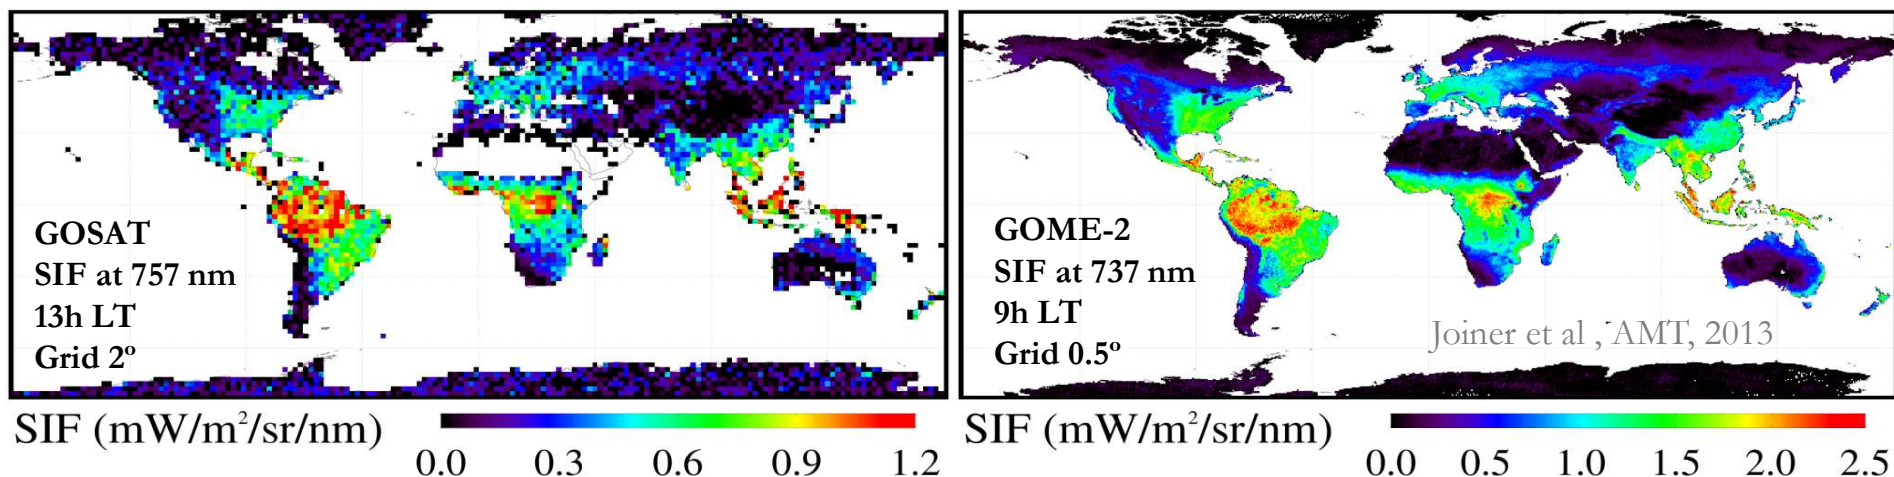 GOSAT
SIF at 757 nm
13h LT
Grid 2º
SIF (mW/m²/sr/nm)
0.0 0.3 0.6 0.9 1.2
GOME-2
SIF at 737 nm
9h LT
Grid 0.5º
Joiner et al , AMT, 2013
SIF (mW/m²/sr/nm)
0.0 0.5 1.0 1.5 2.0 2.5